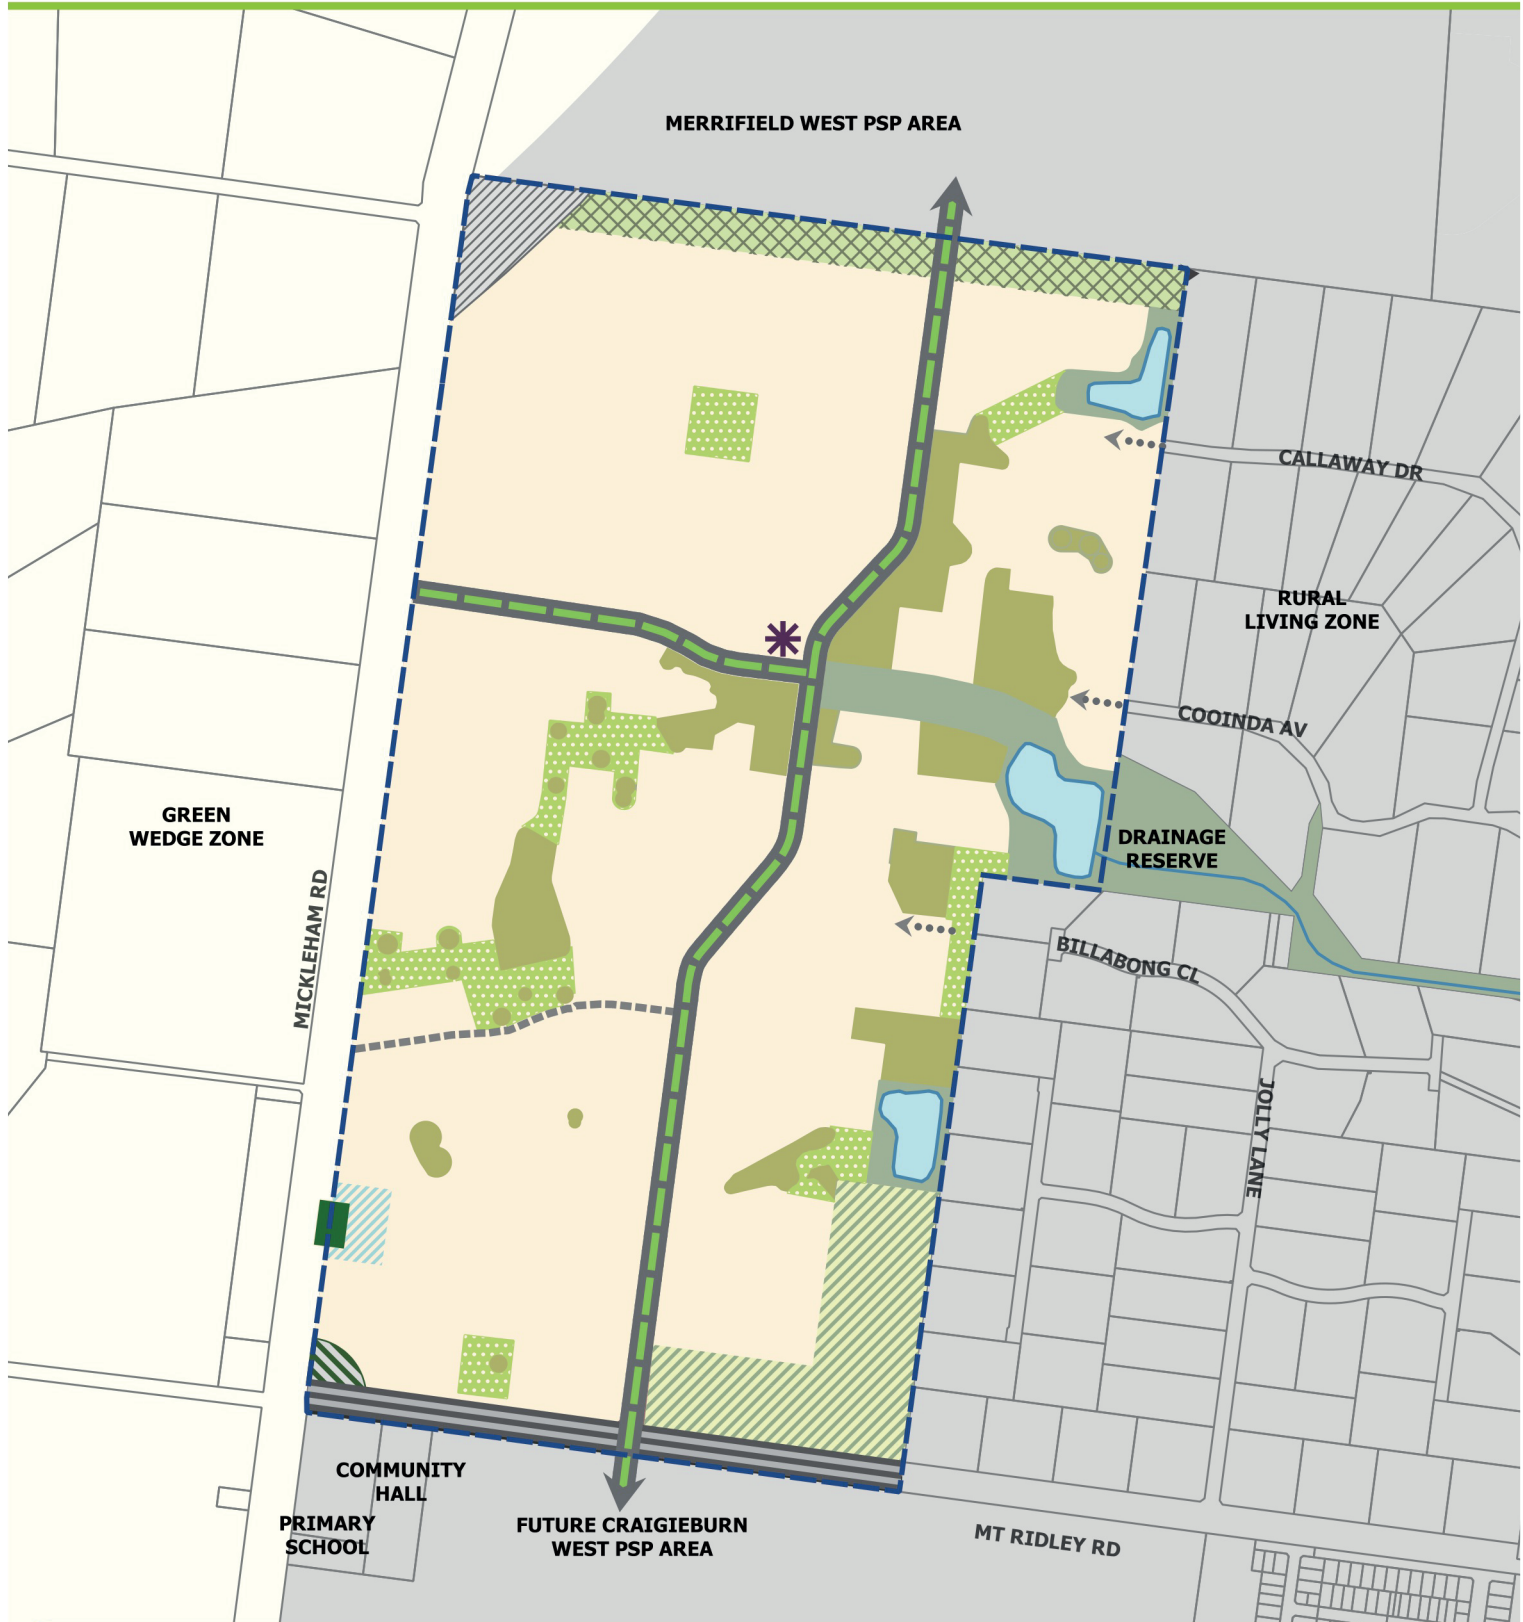 MERRIFIELD WEST PSP AREA
CALLAWAY DR
RURAL
LIVING ZONE
COOINDA AV
GREEN
WEDGE ZONE
DRAINAGE
RESERVE
MICKLEHAM RD
BILLABONG CL
JOLLY LANE
COMMUNITY
HALL
PRIMARY
SCHOOL
FUTURE CRAIGIEBURN
WEST PSP AREA
MT RIDLEY RD